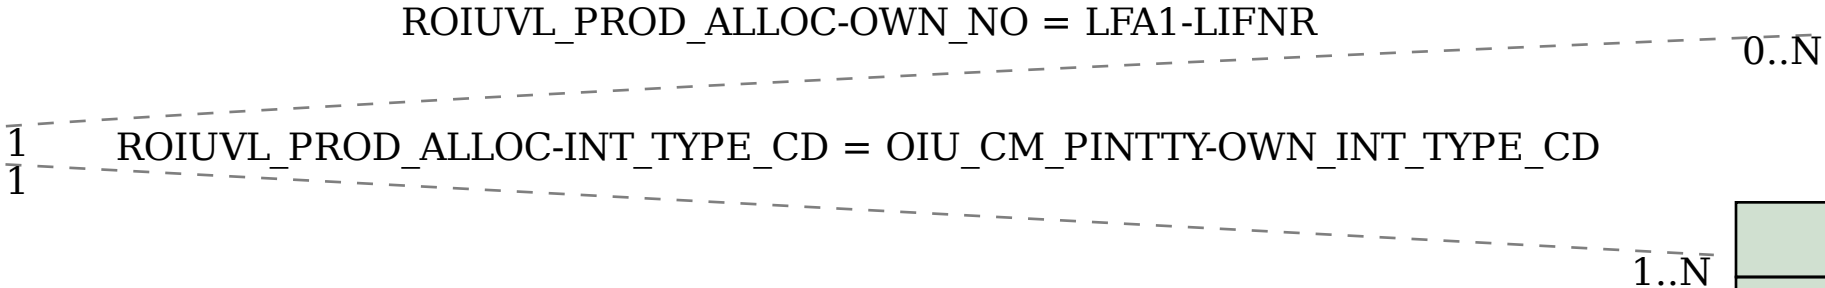 ROIUVL_PROD_ALLOC-OWN_NO = LFA1-LIFNR
0..N
1
ROIUVL_PROD_ALLOC-INT_TYPE_CD = OIU_CM_PINTTY-OWN_INT_TYPE_CD
1
1..N